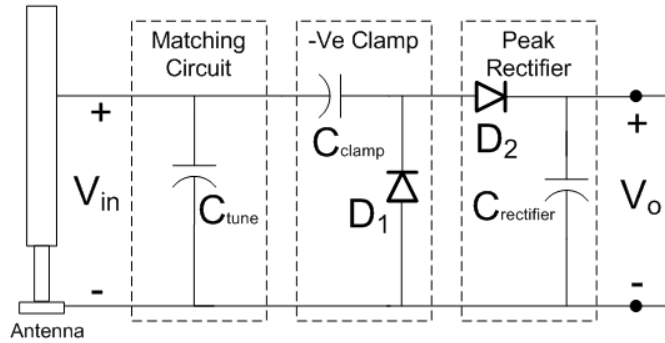 Matching
Circuit
-Ve Clamp
Peak
Rectifier
+
Vin
-
Ctune
Cclamp
D1
D2
Crectifier
+
Vo
-
Antenna